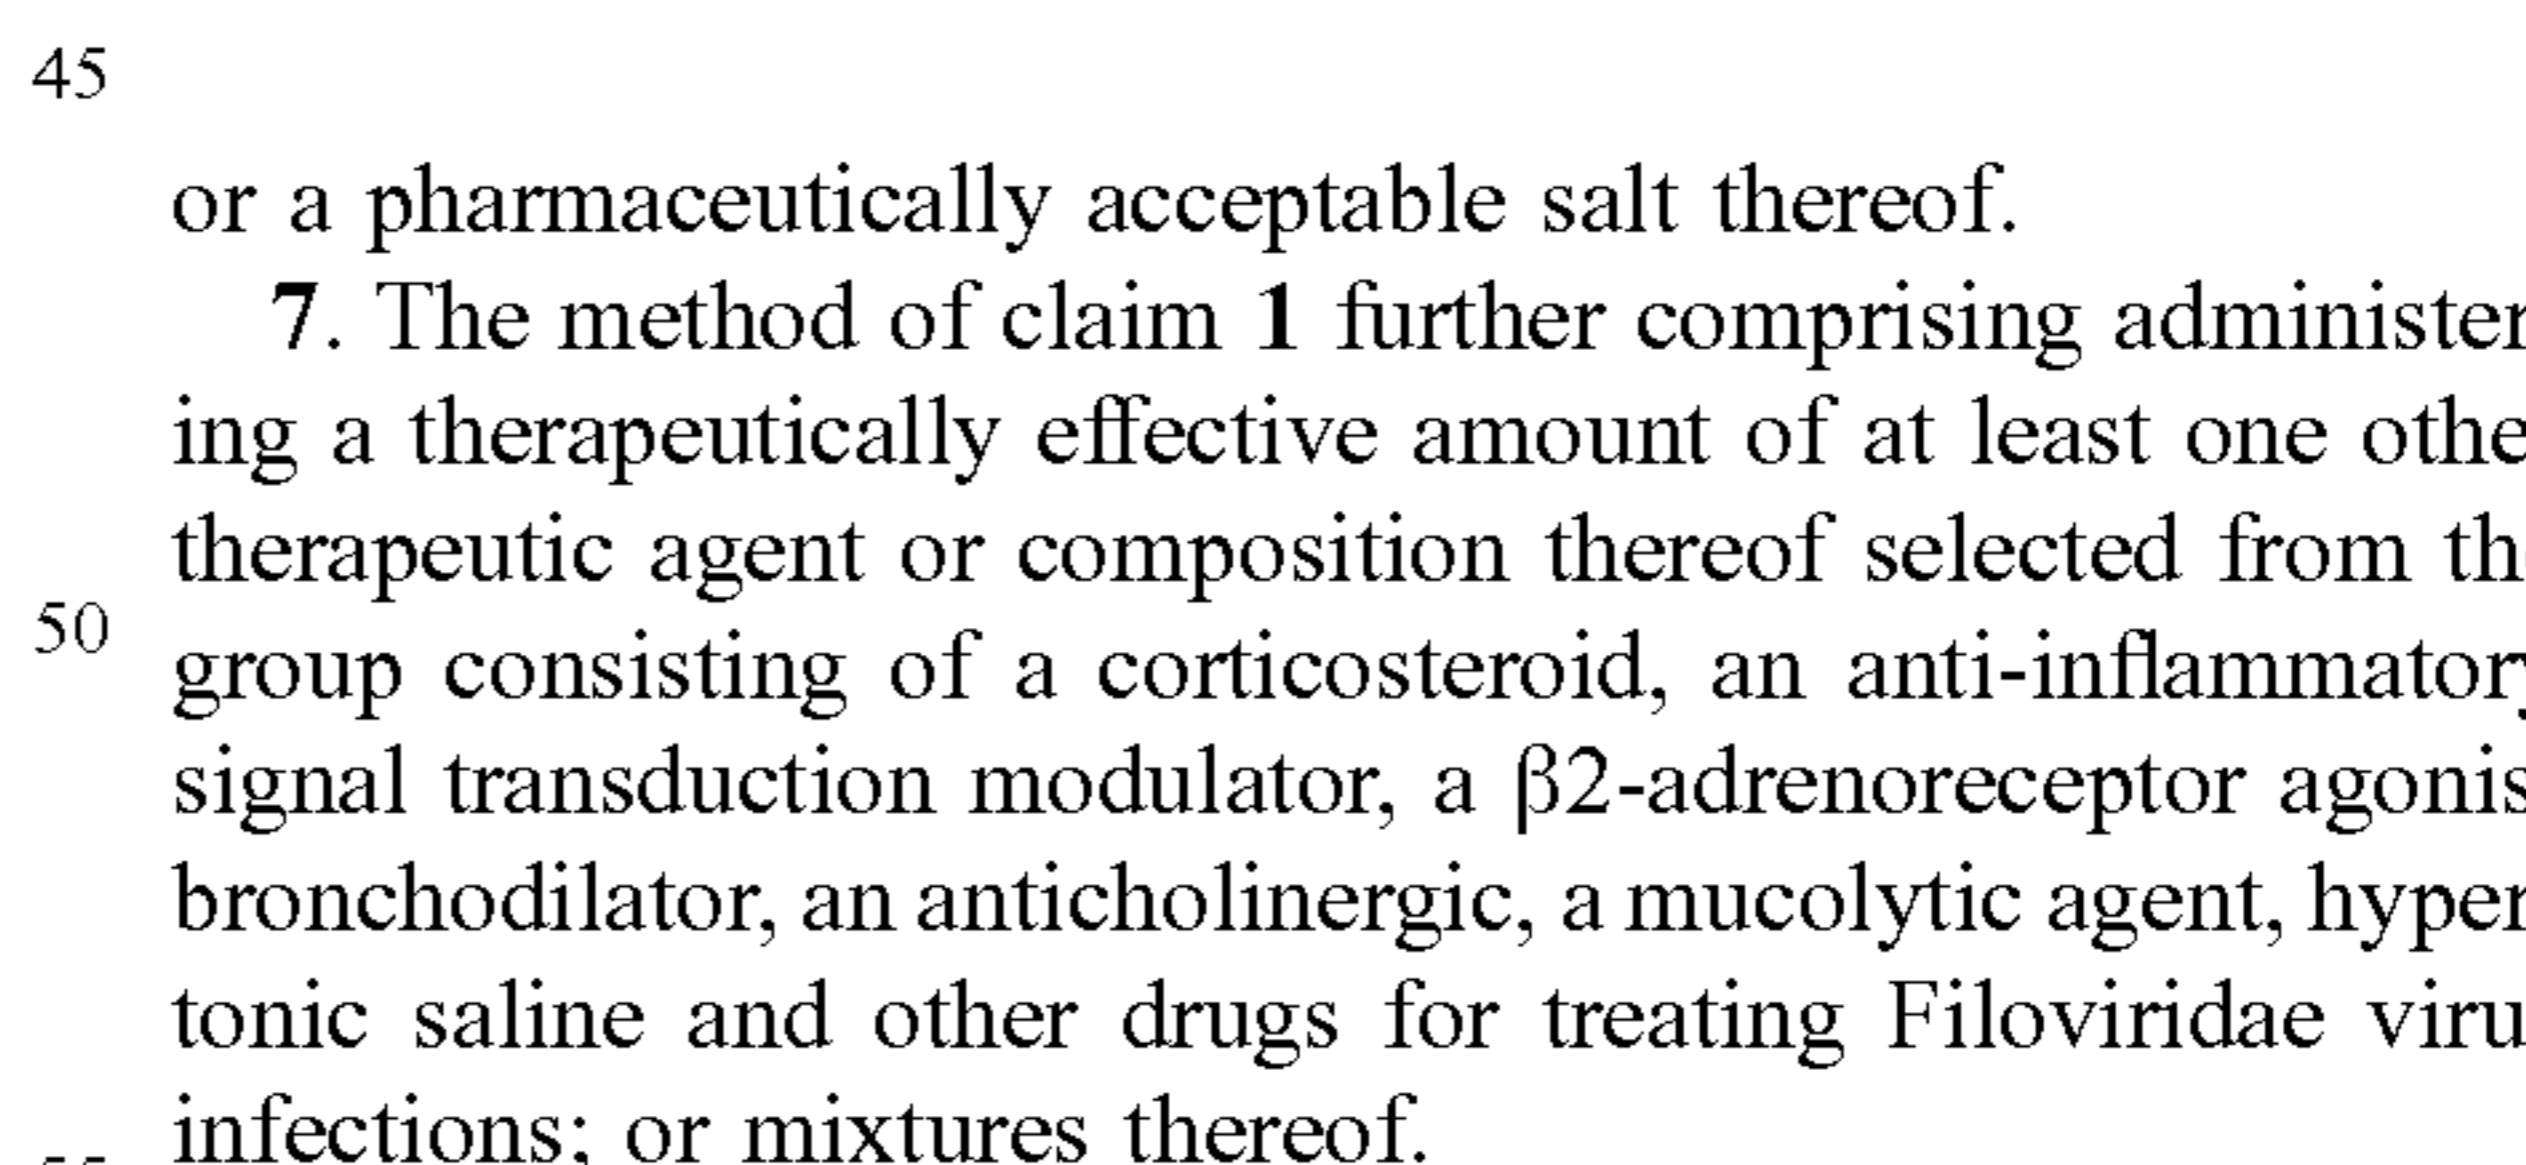 45
or a pharmaceutically acceptable salt thereof.
7. The method of claim 1 further comprising administer
ing a therapeutically effective amount of at least one othe
therapeutic agent or composition thereof selected from th
50
group consisting of a corticosteroid, an anti-inflammatory
signal transduction modulator, a β2-adrenoreceptor agonis
bronchodilator, an anticholinergic, a mucolytic agent, hyper
tonic saline and other drugs for treating Filoviridae viru
infections; or mixtures thereof.